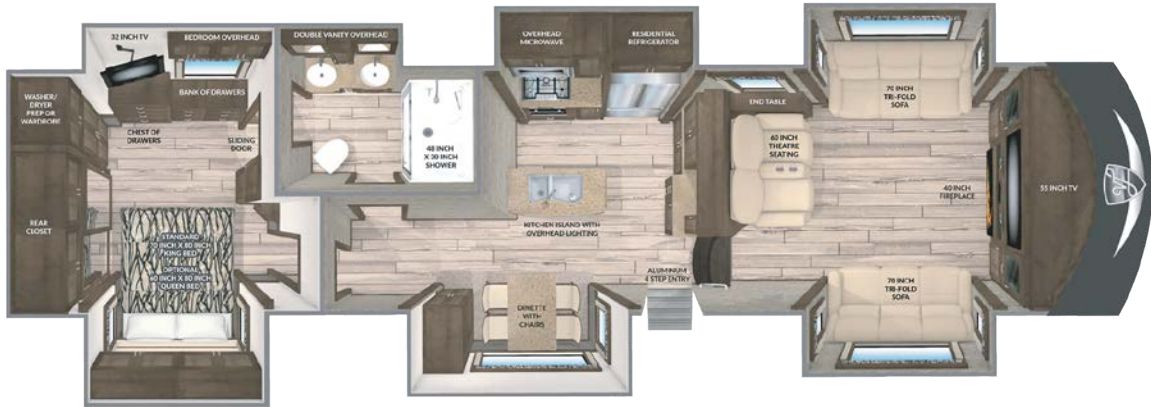 32 INCH TV
BEDROOM OVERHEAD
DOUBLE VANITY OVERHEAD
OVERHEAD
MICROWAVE
RESIDENTIAL
REFRIGERATOR
WASHER/
DRYER
PREP OR
WARDROBE
BANK OF DRAWERS
CHEST OF
DRAWERS
SLIDING
DOOR
48 INCH
X 30 INCH
SHOWER
END TABLE
60 INCH
THEATRE
SEATING
70 INCH
TRI-FOLD
SOFA
40 INCH
FIREPLACE
55 INCH TV
REAR
CLOSET
STANDARD
70 INCH X 80 INCH
KING BED
OPTIONAL
60 INCH X 80 INCH
QUEEN BED
KITCHEN ISLAND WITH
OVERHEAD LIGHTING
ALUMINUM
4 STEP ENTRY
DINETTE
WITH
CHAIRS
70 INCH
TRI-FOLD
SOFA